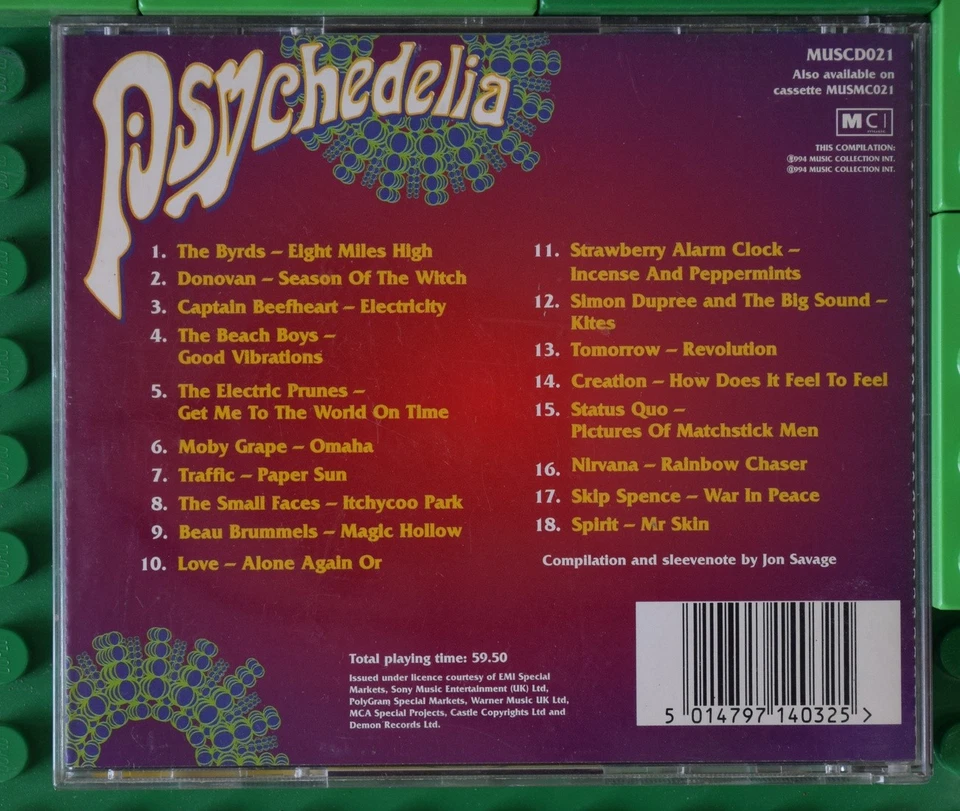 Psychedelia
MUSCD021
Also available on
cassette MUSMC021
MCI
THIS COMPILATION:
℗1994 MUSIC COLLECTION INT.
©1994 MUSIC COLLECTION INT.
1. The Byrds – Eight Miles High
2. Donovan – Season Of The Witch
3. Captain Beefheart – Electricity
4. The Beach Boys –
Good Vibrations
5. The Electric Prunes –
Get Me To The World On Time
6. Moby Grape – Omaha
7. Traffic – Paper Sun
8. The Small Faces – Itchycoo Park
9. Beau Brummels – Magic Hollow
10. Love – Alone Again Or
11. Strawberry Alarm Clock –
Incense And Peppermints
12. Simon Dupree and The Big Sound –
Kites
13. Tomorrow – Revolution
14. Creation – How Does It Feel To Feel
15. Status Quo –
Pictures Of Matchstick Men
16. Nirvana – Rainbow Chaser
17. Skip Spence – War In Peace
18. Spirit – Mr Skin
Compilation and sleevenote by Jon Savage
Total playing time: 59.50
Issued under licence courtesy of EMI Special
Markets, Sony Music Entertainment (UK) Ltd,
PolyGram Special Markets, Warner Music UK Ltd,
MCA Special Projects, Castle Copyrights Ltd and
Demon Records Ltd.
5 014797 140325 >